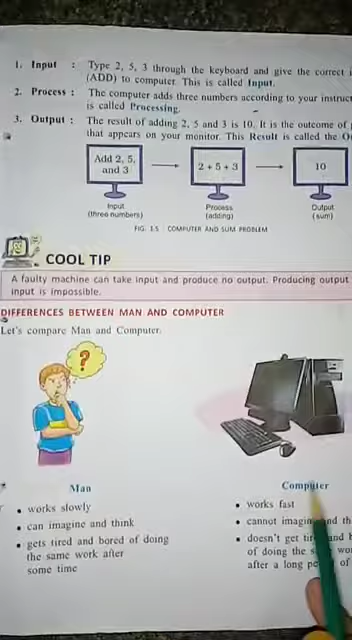 1. Input : Type 2, 5, 3 through the keyboard and give the correct
(ADD) to computer. This is called Input.
2. Process : The computer adds three numbers according to your
is called Processing.
3. Output : The result of adding 2, 5 and 3 is 10. It is the outcome of
that appears on your monitor. This Result is called the
Add 2, 5,
and 3
2 + 5 + 3
10
Input
(three numbers)
Process
(adding)
Output
(sum)
FIG. 1.5 : COMPUTER AND SUM PROBLEM
COOL TIP
A faulty machine can take input and produce no output. Producing output
input is impossible.
DIFFERENCES BETWEEN MAN AND COMPUTER
Let's compare Man and Computer.
?
Man
• works slowly
• can imagine and think
• gets tired and bored of doing
the same work after
some time
Computer
• works fast
• cannot imagine and
• doesn't get and
of doing the
after a long of